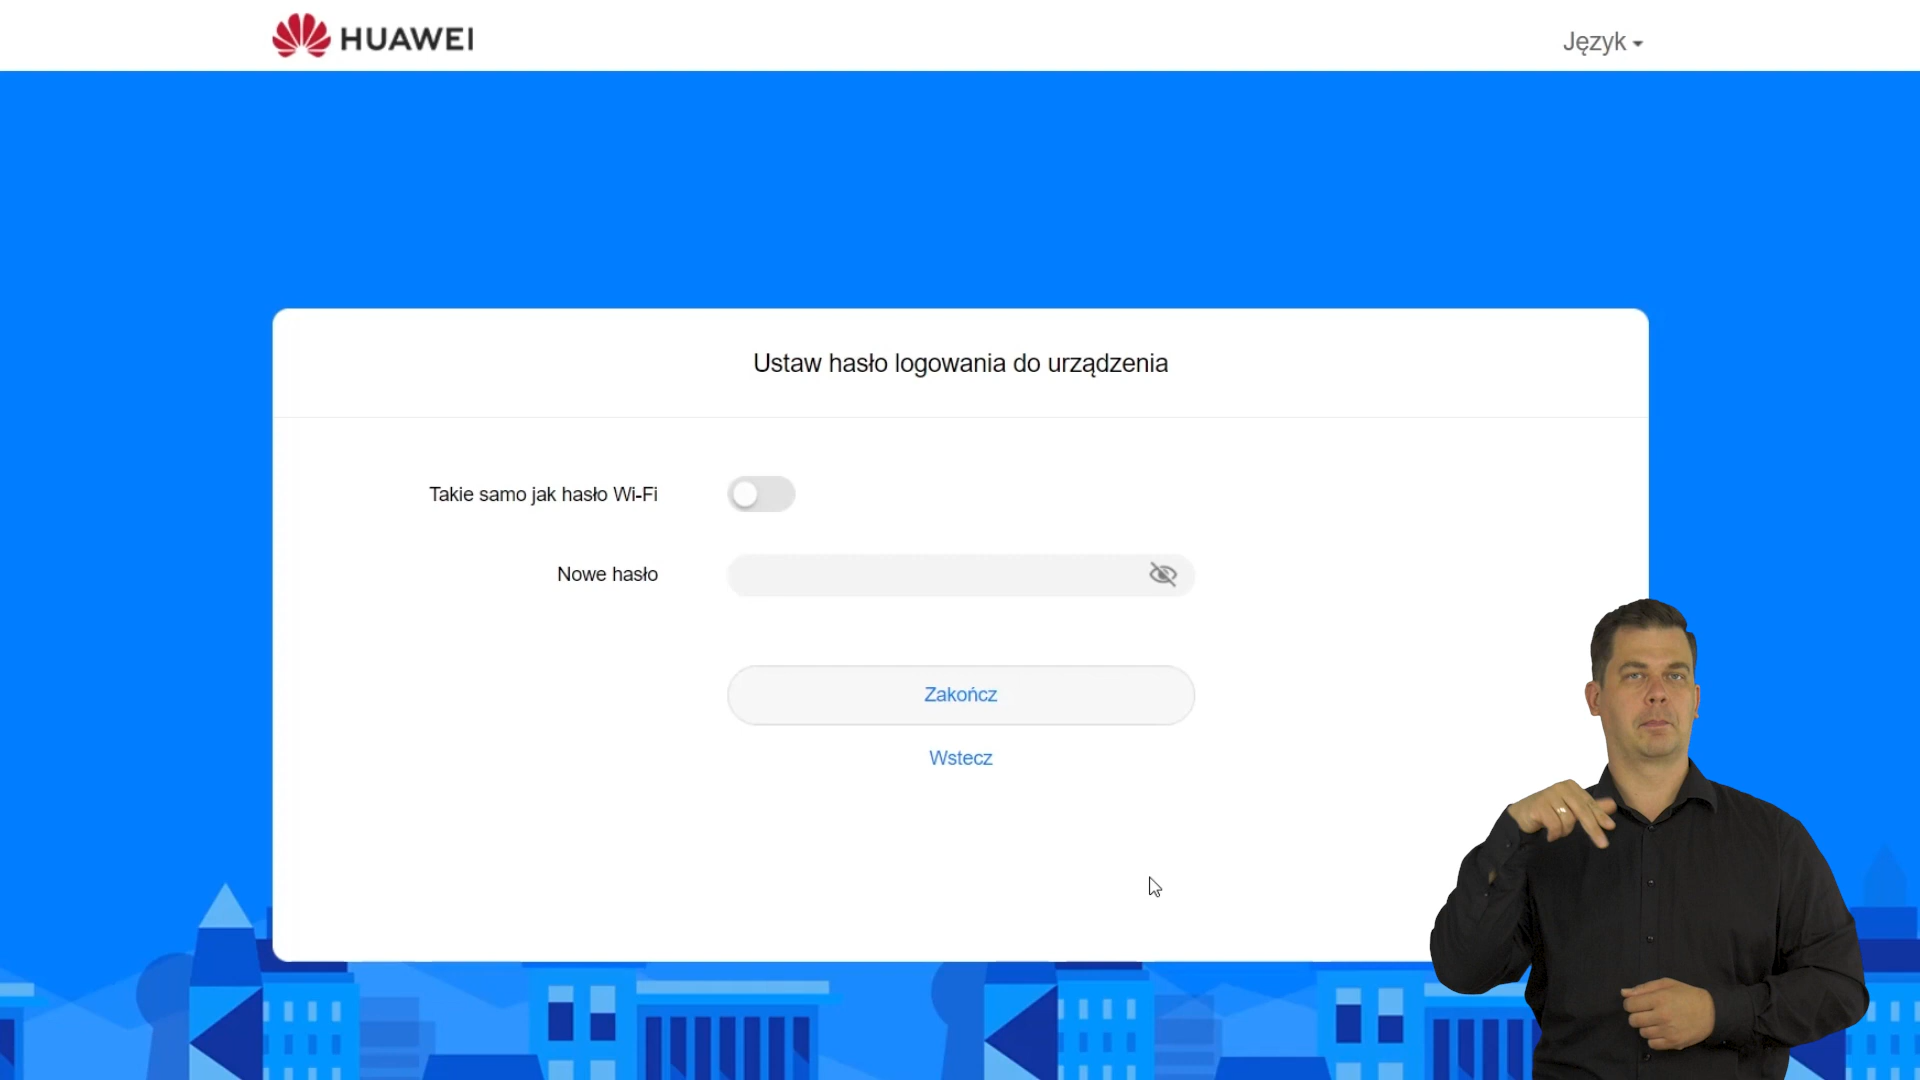 HUAWEI
Język
Ustaw hasło logowania do urządzenia
Takie samo jak hasło Wi-Fi
Nowe hasło
Zakończ
Wstecz